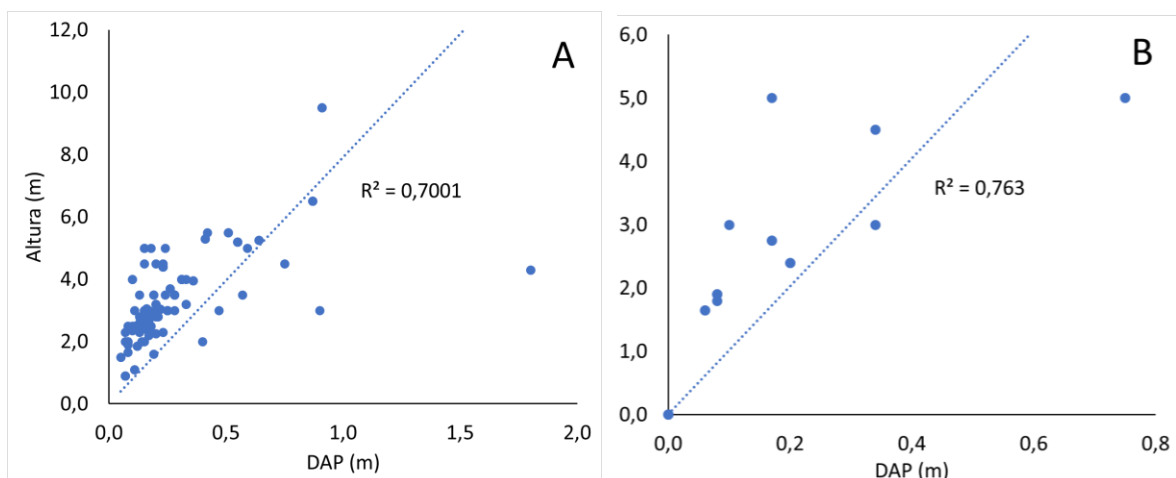 A
12,0
10,0
8,0
6,0
4,0
2,0
0,0
Altura (m)
R² = 0,7001
0,0 0,5 1,0 1,5 2,0
DAP (m)
B
6,0
5,0
4,0
3,0
2,0
1,0
0,0
R² = 0,763
0,0 0,2 0,4 0,6 0,8
DAP (m)